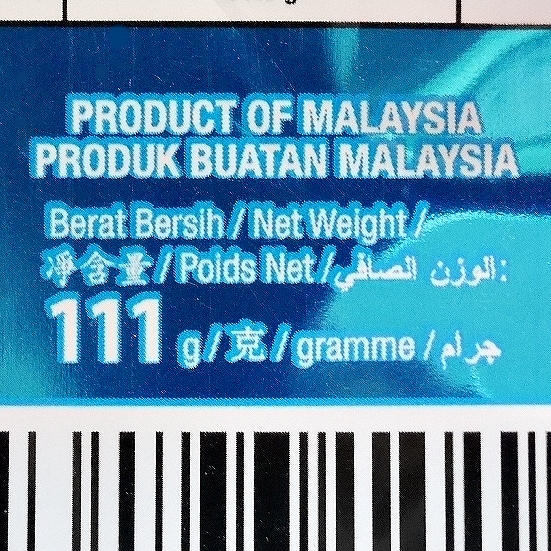 PRODUCT OF MALAYSIA
PRODUK BUATAN MALAYSIA
Berat Bersih / Net Weight /
凈含量 / Poids Net / الوزن الصافي:
111 g / 克 / gramme / جرام